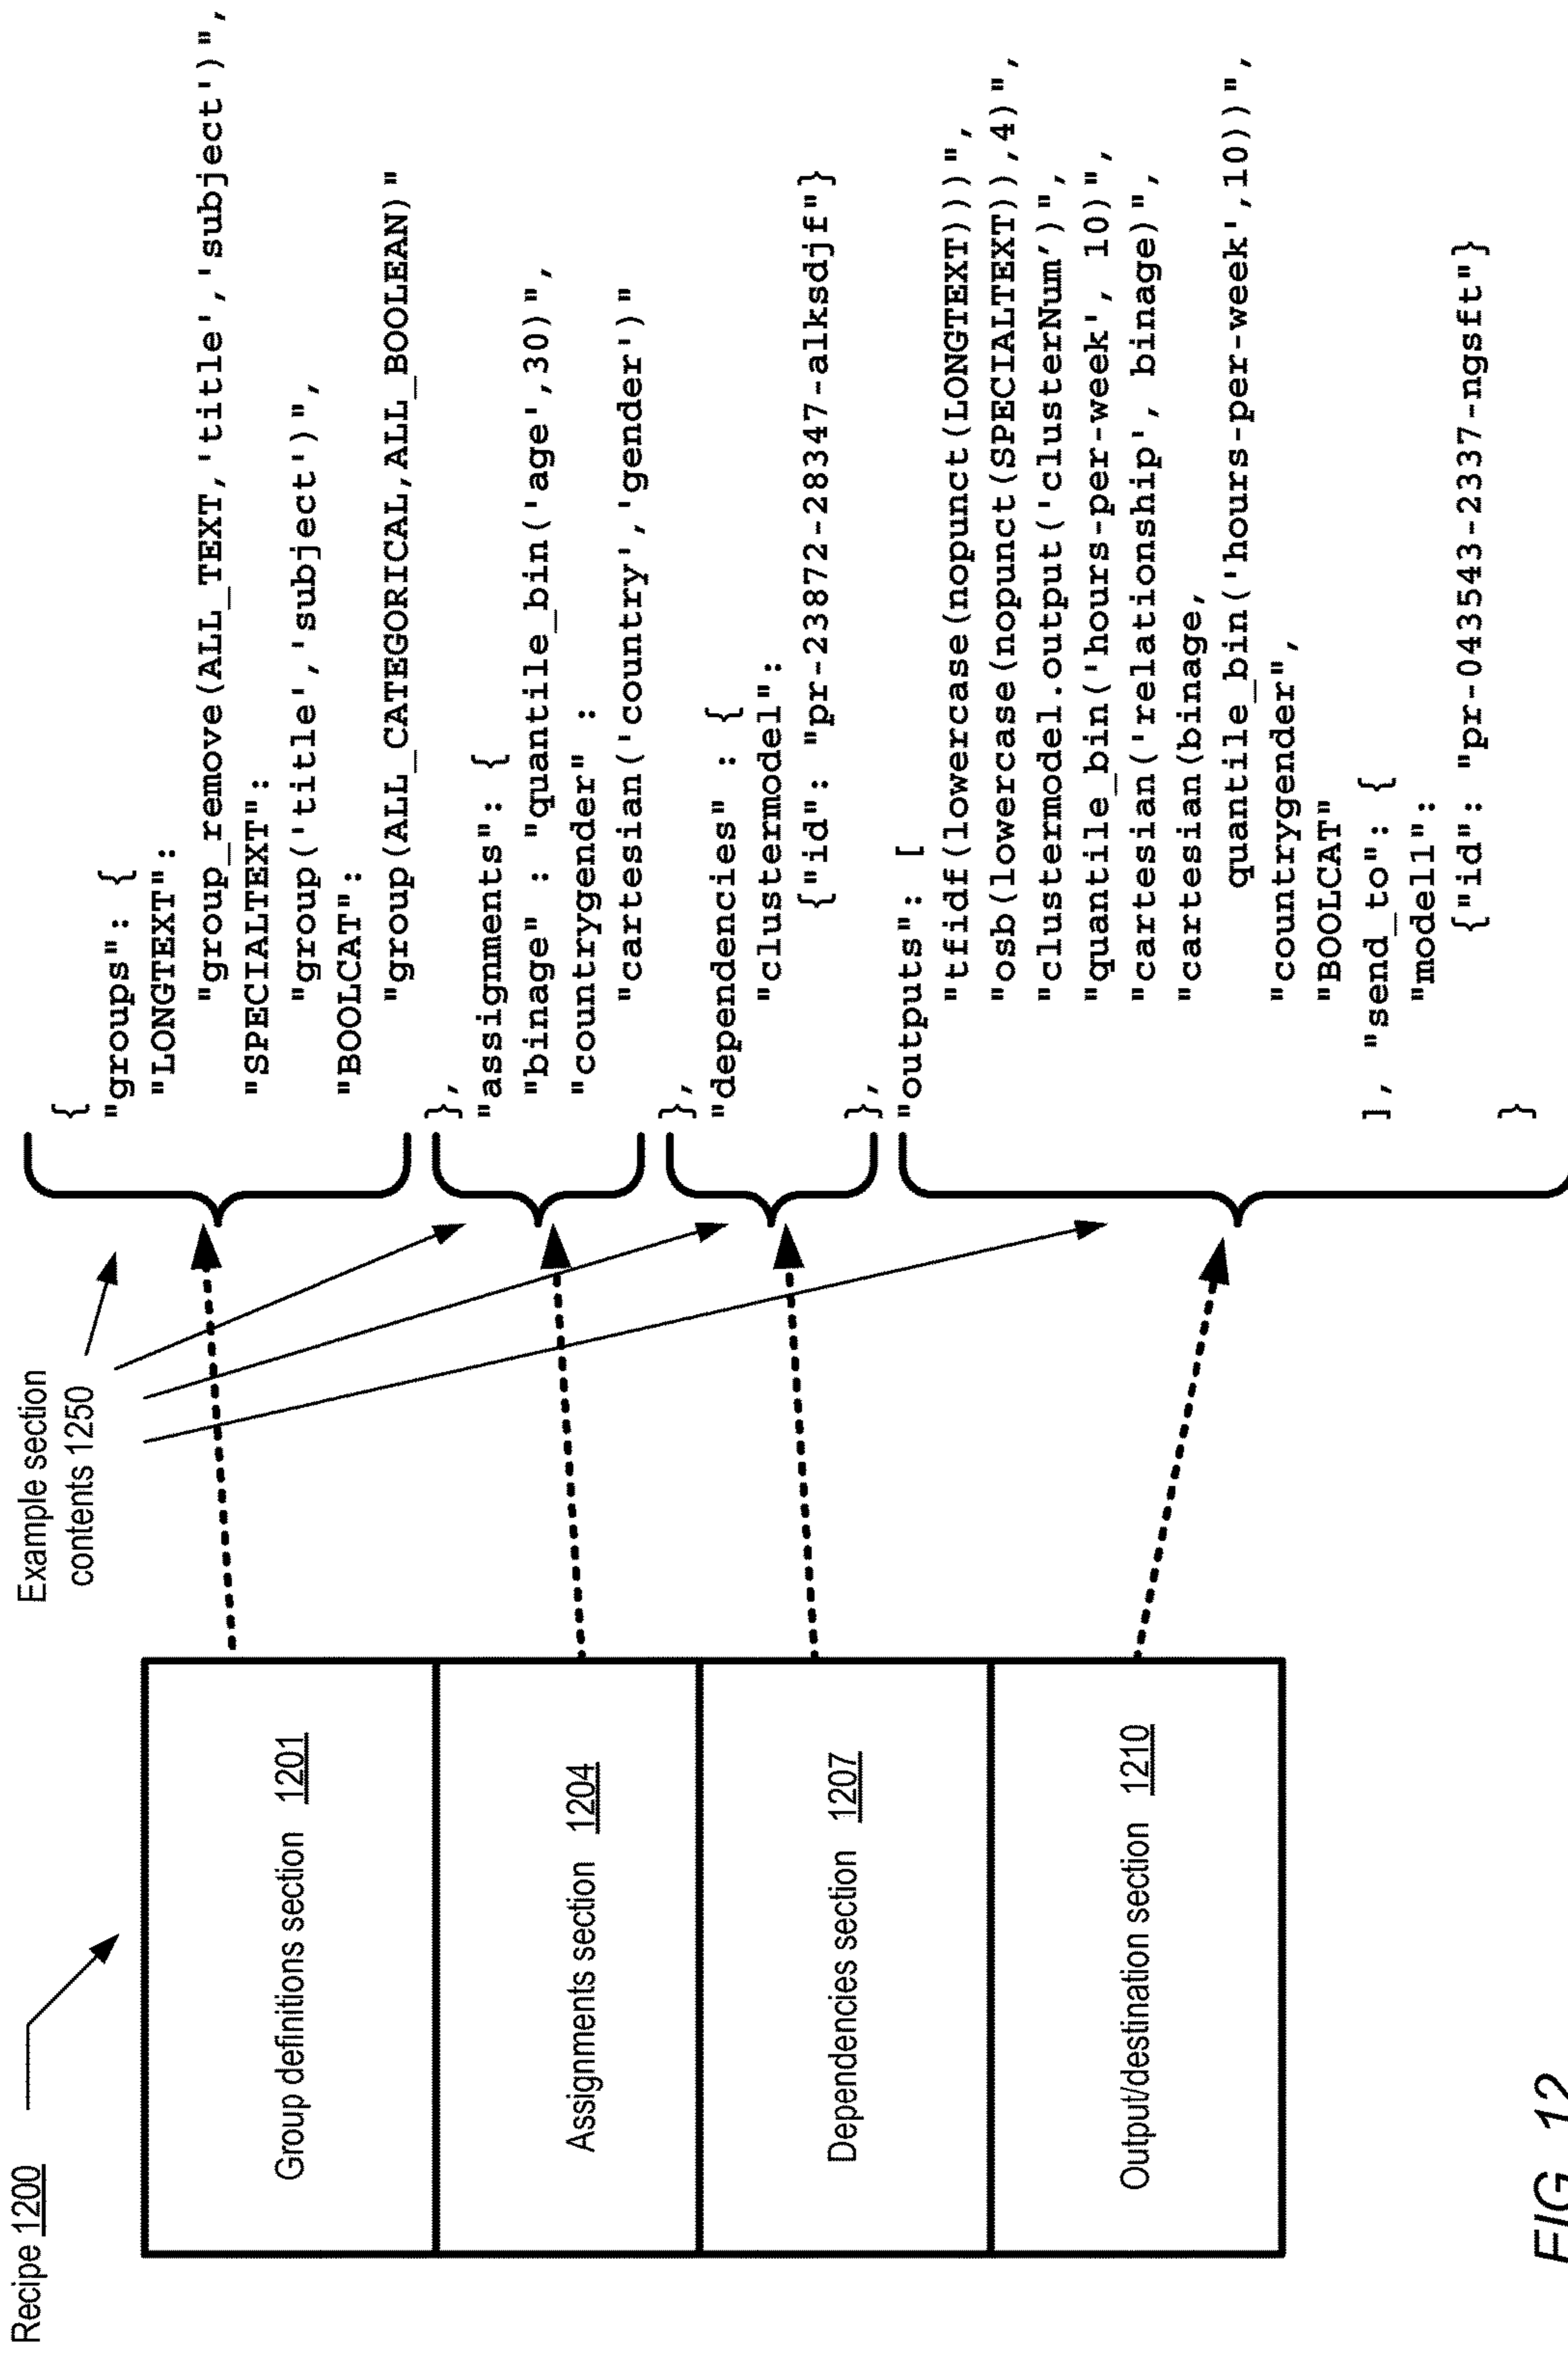 Recipe 1200
Group definitions section 1201
Assignments section 1204
Dependencies section 1207
Output/destination section 1210
Example section
contents 1250
{
"groups": {
"LONGTEXT":
"group_remove(ALL_TEXT,'title','subject')",
"SPECIALTEXT":
"group('title','subject')",
"BOOLCAT":
"group(ALL_CATEGORICAL,ALL_BOOLEAN)"
},
"assignments": {
"binage" : "quantile_bin('age',30)",
"countrygender" :
"cartesian('country','gender')"
},
"dependencies" : {
"clustermodel":
{"id": "pr-23872-28347-alksdjf"}
},
"outputs": [
"tfidf(lowercase(nopunct(LONGTEXT)))",
"osb(lowercase(nopunct(SPECIALTEXT)),4)",
"clustermodel.output('clusterNum’)",
"quantile_bin('hours-per-week', 10)",
"cartesian('relationship', binage)",
"cartesian(binage,
quantile_bin('hours-per-week',10))",
"countrygender",
"BOOLCAT"
], "send_to": {
"model1":
{"id": "pr-043543-2337-ngsft"}
}
FIG. 12